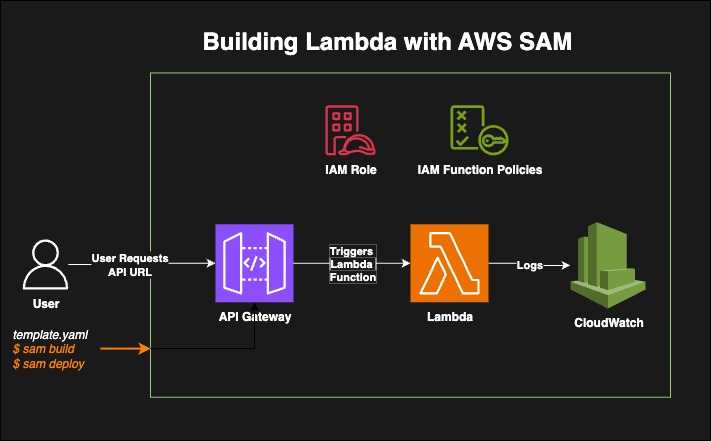 Building Lambda with AWS SAM
IAM Role
IAM Function Policies
User Requests
API URL
Triggers
Lambda
Function
Logs
User
API Gateway
Lambda
CloudWatch
template.yaml
$ sam build
$ sam deploy